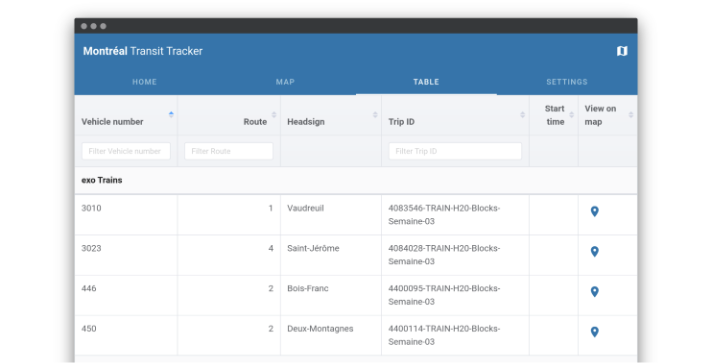 Montréal Transit Tracker
HOME MAP TABLE SETTINGS
Vehicle number Route Headsign Trip ID Start time View on map
Filter Vehicle number Filter Route Filter Trip ID
exo Trains
3010 1 Vaudreuil 4083546-TRAIN-H20-Blocks-
Semaine-03
3023 4 Saint-Jérôme 4084028-TRAIN-H20-Blocks-
Semaine-03
446 2 Bois-Franc 4400095-TRAIN-H20-Blocks-
Semaine-03
450 2 Deux-Montagnes 4400114-TRAIN-H20-Blocks-
Semaine-03